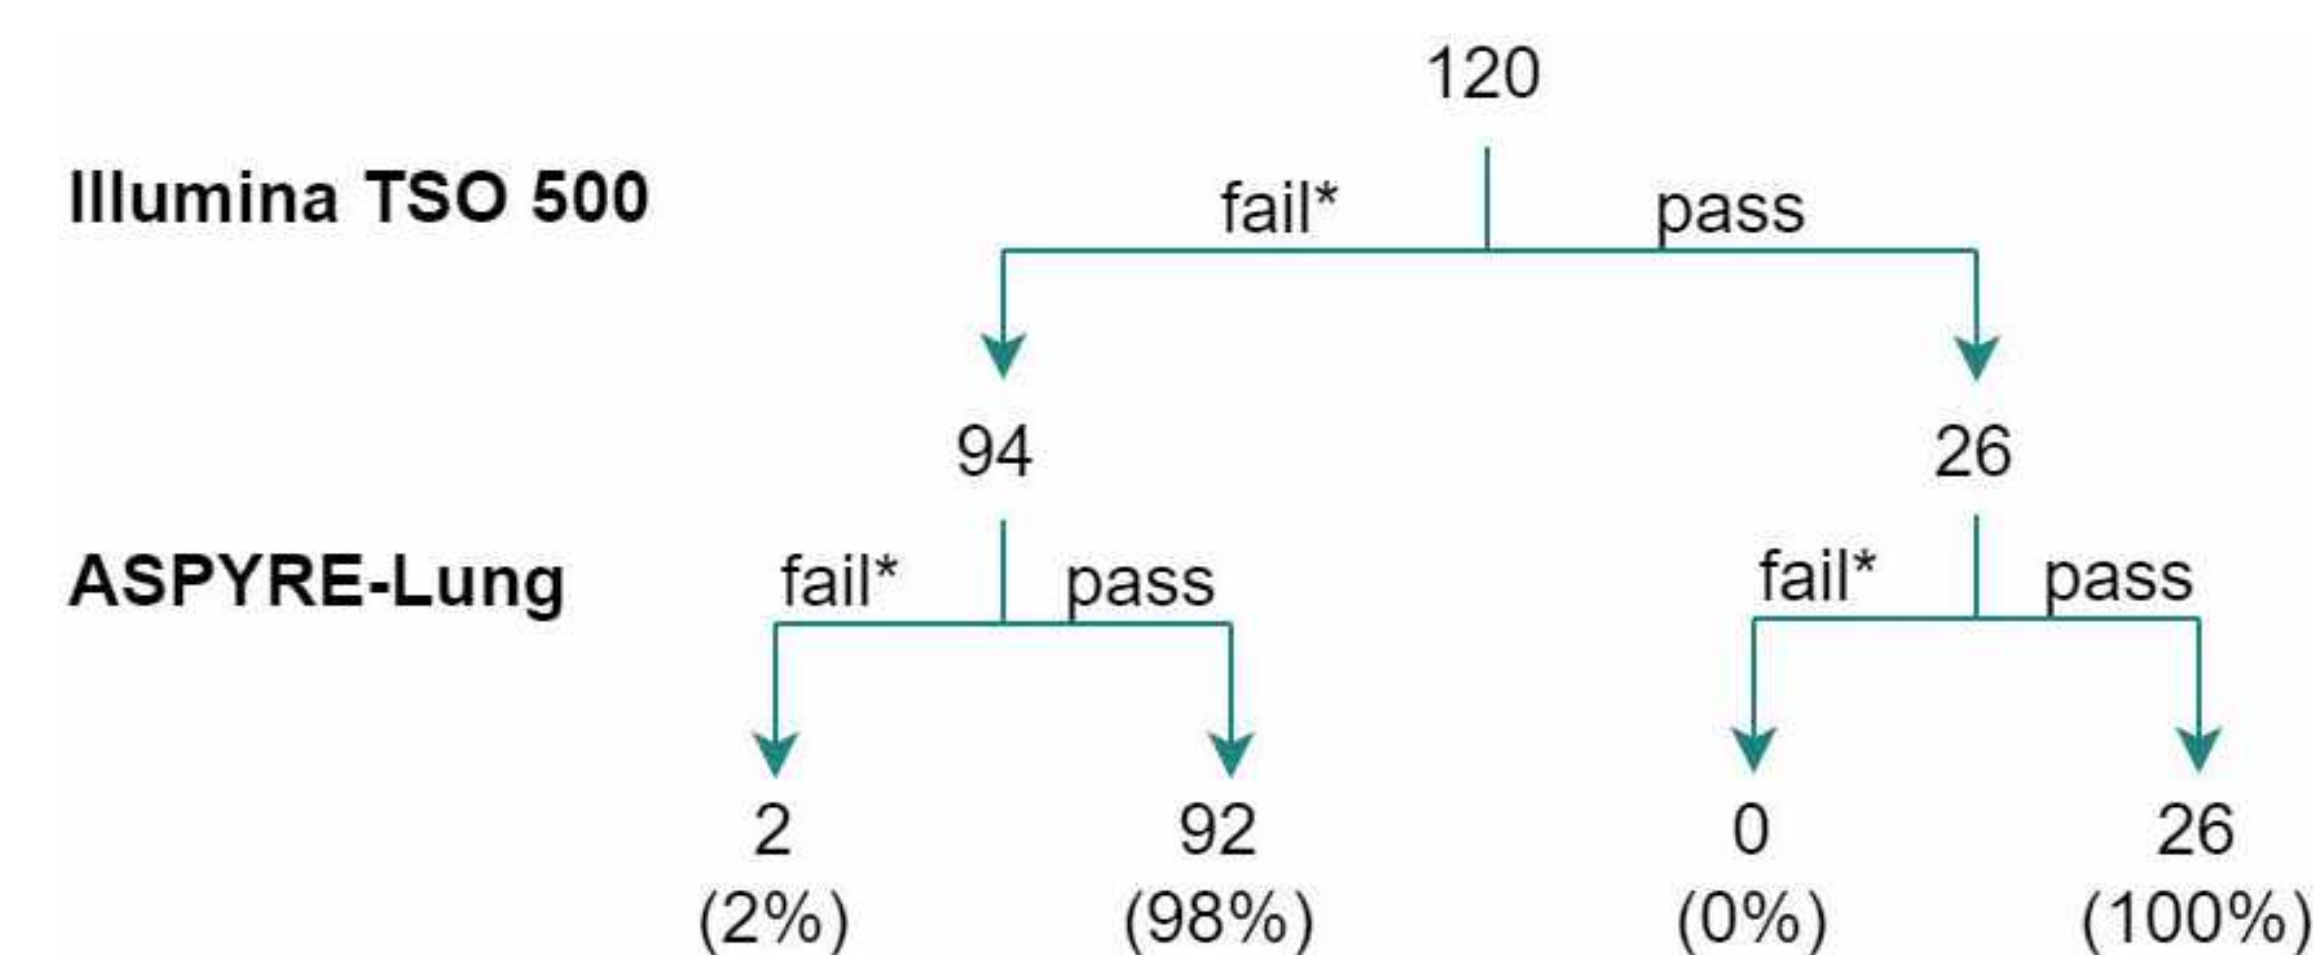 120
Illumina TSO 500
fail* pass
94 26
ASPYRE-Lung
fail* pass fail* pass
2 92 0 26
(2%) (98%) (0%) (100%)